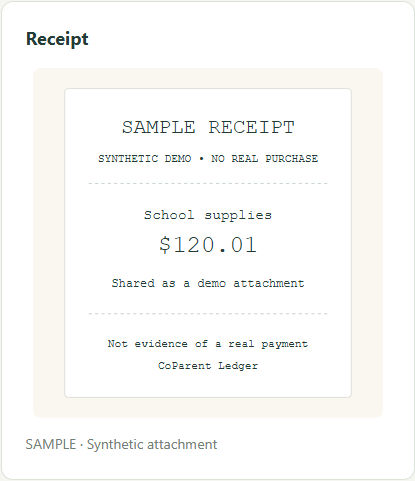 Receipt
SAMPLE RECEIPT
SYNTHETIC DEMO • NO REAL PURCHASE
School supplies
$120.01
Shared as a demo attachment
Not evidence of a real payment
CoParent Ledger
SAMPLE · Synthetic attachment